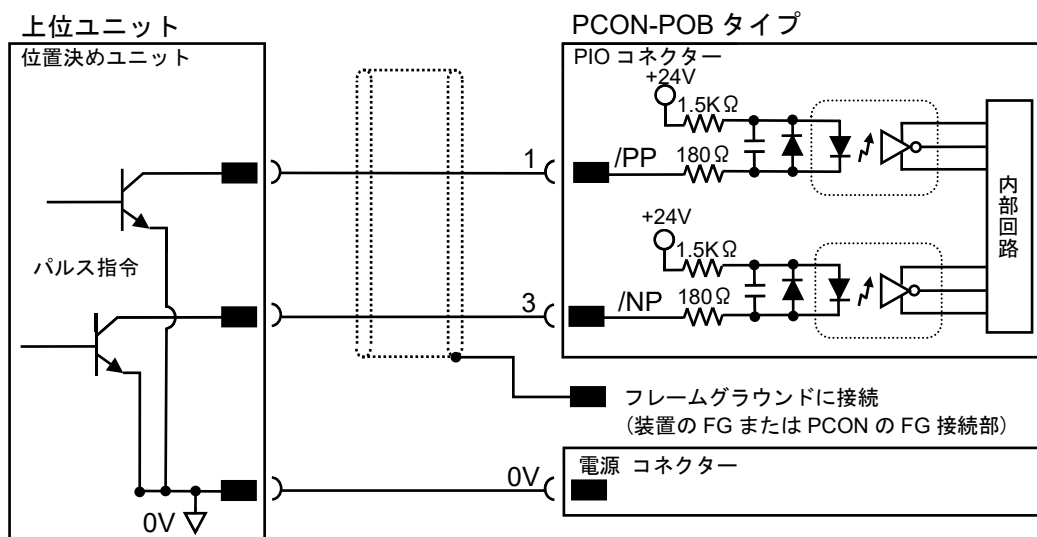 上位ユニット
位置決めユニット
パルス指令
0V
PCON-POB タイプ
PIO コネクター
+24V
1.5KΩ
1
/PP
180Ω
+24V
1.5KΩ
3
/NP
180Ω
内部回路
フレームグラウンドに接続
(装置の FG または PCON の FG 接続部)
電源 コネクター
0V